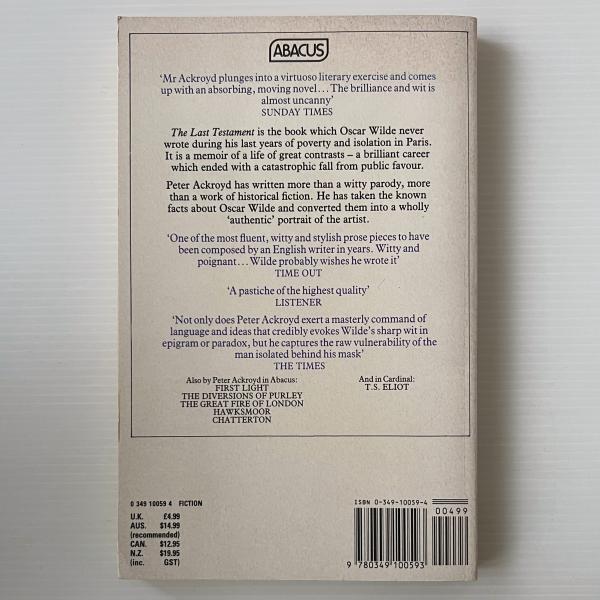 ABACUS
‘Mr Ackroyd plunges into a virtuoso literary exercise and comes
up with an absorbing, moving novel... The brilliance and wit is
almost uncanny’
SUNDAY TIMES
The Last Testament is the book which Oscar Wilde never
wrote during his last years of poverty and isolation in Paris.
It is a memoir of a life of great contrasts – a brilliant career
which ended with a catastrophic fall from public favour.
Peter Ackroyd has written more than a witty parody, more
than a work of historical fiction. He has taken the known
facts about Oscar Wilde and converted them into a wholly
‘authentic’ portrait of the artist.
‘One of the most fluent, witty and stylish prose pieces to have
been composed by an English writer in years. Witty and
poignant... Wilde probably wishes he wrote it’
TIME OUT
‘A pastiche of the highest quality’
LISTENER
‘Not only does Peter Ackroyd exert a masterly command of
language and ideas that credibly evokes Wilde’s sharp wit in
epigram or paradox, but he captures the raw vulnerability of the
man isolated behind his mask’
THE TIMES
Also by Peter Ackroyd in Abacus:
FIRST LIGHT
THE DIVERSIONS OF PURLEY
THE GREAT FIRE OF LONDON
HAWKSMOOR
CHATTERTON
And in Cardinal:
T.S. ELIOT
0 349 10059 4 FICTION
U.K. £4.99
AUS. $14.99
(recommended)
CAN. $12.95
N.Z. $19.95
(inc. GST)
ISBN 0-349-10059-4
00499
9 780349 100593